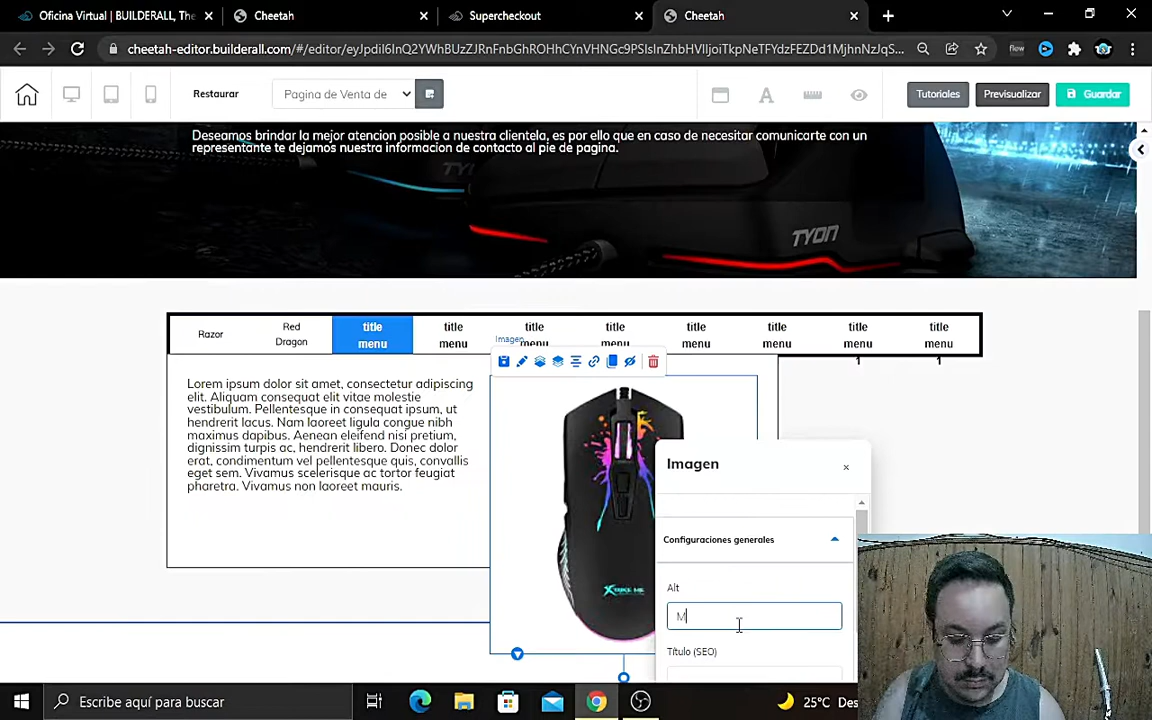 Oficina Virtual | BUILDERALL, The
Cheetah
Supercheckout
Cheetah
cheetah-editor.builderall.com/#/editor/eyJpdiI6InQ2YWhBUzZJRnFnbGhROHhCYnVHNGc9PSIsInZhbHVlIjoiTkpNeTFYdzFEZDd1MjhnNzJqS...
flow
Restaurar
Pagina de Venta de
Tutoriales
Previsualizar
Guardar
Deseamos brindar la mejor atencion posible a nuestra clientela, es por ello que en caso de necesitar comunicarte con un
representante te dejamos nuestra informacion de contacto al pie de pagina.
TYON
Razor
Red
Dragon
title
menu
title
menu
title
menu
title
menu
title
menu
title
menu
title
menu
1
title
menu
1
Imagen
Lorem ipsum dolor sit amet, consectetur adipiscing
elit. Aliquam consequat elit vitae molestie
vestibulum. Pellentesque in consequat ipsum, ut
hendrerit lacus. Nam laoreet ligula congue nibh
maximus dapibus. Aenean eleifend nisi pretium,
dignissim turpis ac, hendrerit libero. Donec dolor
erat, condimentum vel pellentesque quis, convallis
eget sem. Vivamus scelerisque ac tortor feugiat
pharetra. Vivamus non laoreet mauris.
XTRIKE ME
Imagen
Configuraciones generales
Alt
M
Título (SEO)
Escribe aquí para buscar
25°C Des